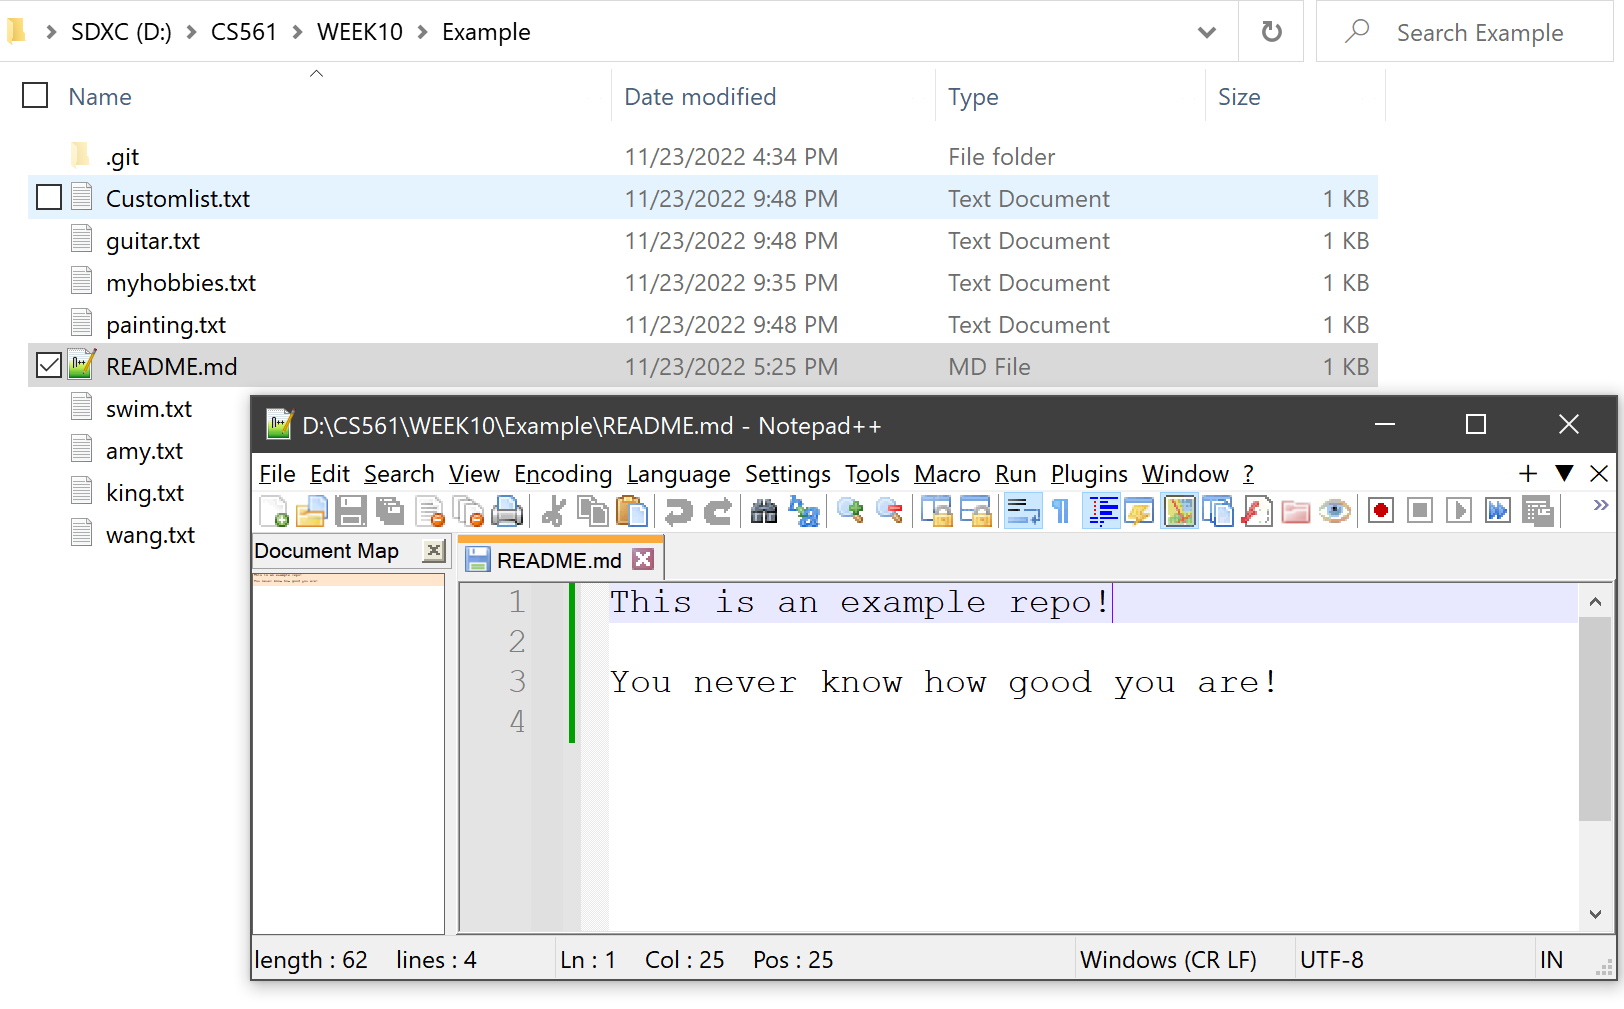 SDXC (D:) CS561 WEEK10 Example Search Example
Name Date modified Type Size
.git 11/23/2022 4:34 PM File folder
Customlist.txt 11/23/2022 9:48 PM Text Document 1 KB
guitar.txt 11/23/2022 9:48 PM Text Document 1 KB
myhobbies.txt 11/23/2022 9:35 PM Text Document 1 KB
painting.txt 11/23/2022 9:48 PM Text Document 1 KB
README.md 11/23/2022 5:25 PM MD File 1 KB
swim.txt
amy.txt
king.txt
wang.txt
D:\CS561\WEEK10\Example\README.md - Notepad++
File Edit Search View Encoding Language Settings Tools Macro Run Plugins Window ?
Document Map README.md
1 This is an example repo!
2
3 You never know how good you are!
4
length : 62 lines : 4 Ln : 1 Col : 25 Pos : 25 Windows (CR LF) UTF-8 IN